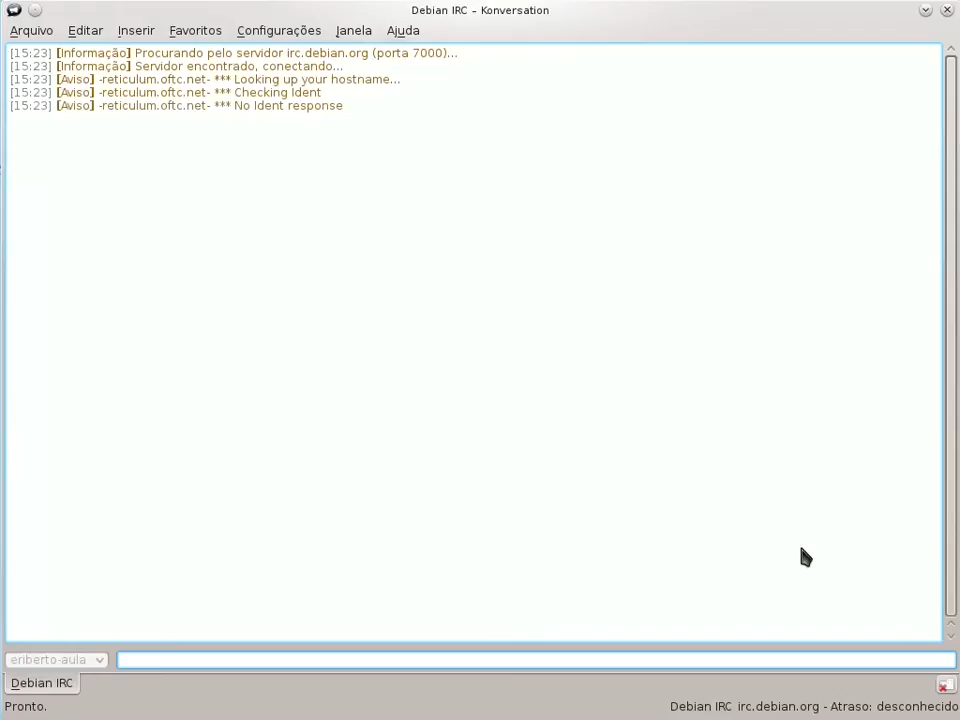 Debian IRC – Konversation
Arquivo Editar Inserir Favoritos Configurações Janela Ajuda
[15:23] [Informação] Procurando pelo servidor irc.debian.org (porta 7000)...
[15:23] [Informação] Servidor encontrado, conectando...
[15:23] [Aviso] -reticulum.oftc.net- *** Looking up your hostname...
[15:23] [Aviso] -reticulum.oftc.net- *** Checking Ident
[15:23] [Aviso] -reticulum.oftc.net- *** No Ident response
eriberto-aula
Debian IRC
Pronto. Debian IRC irc.debian.org - Atraso: desconhecido